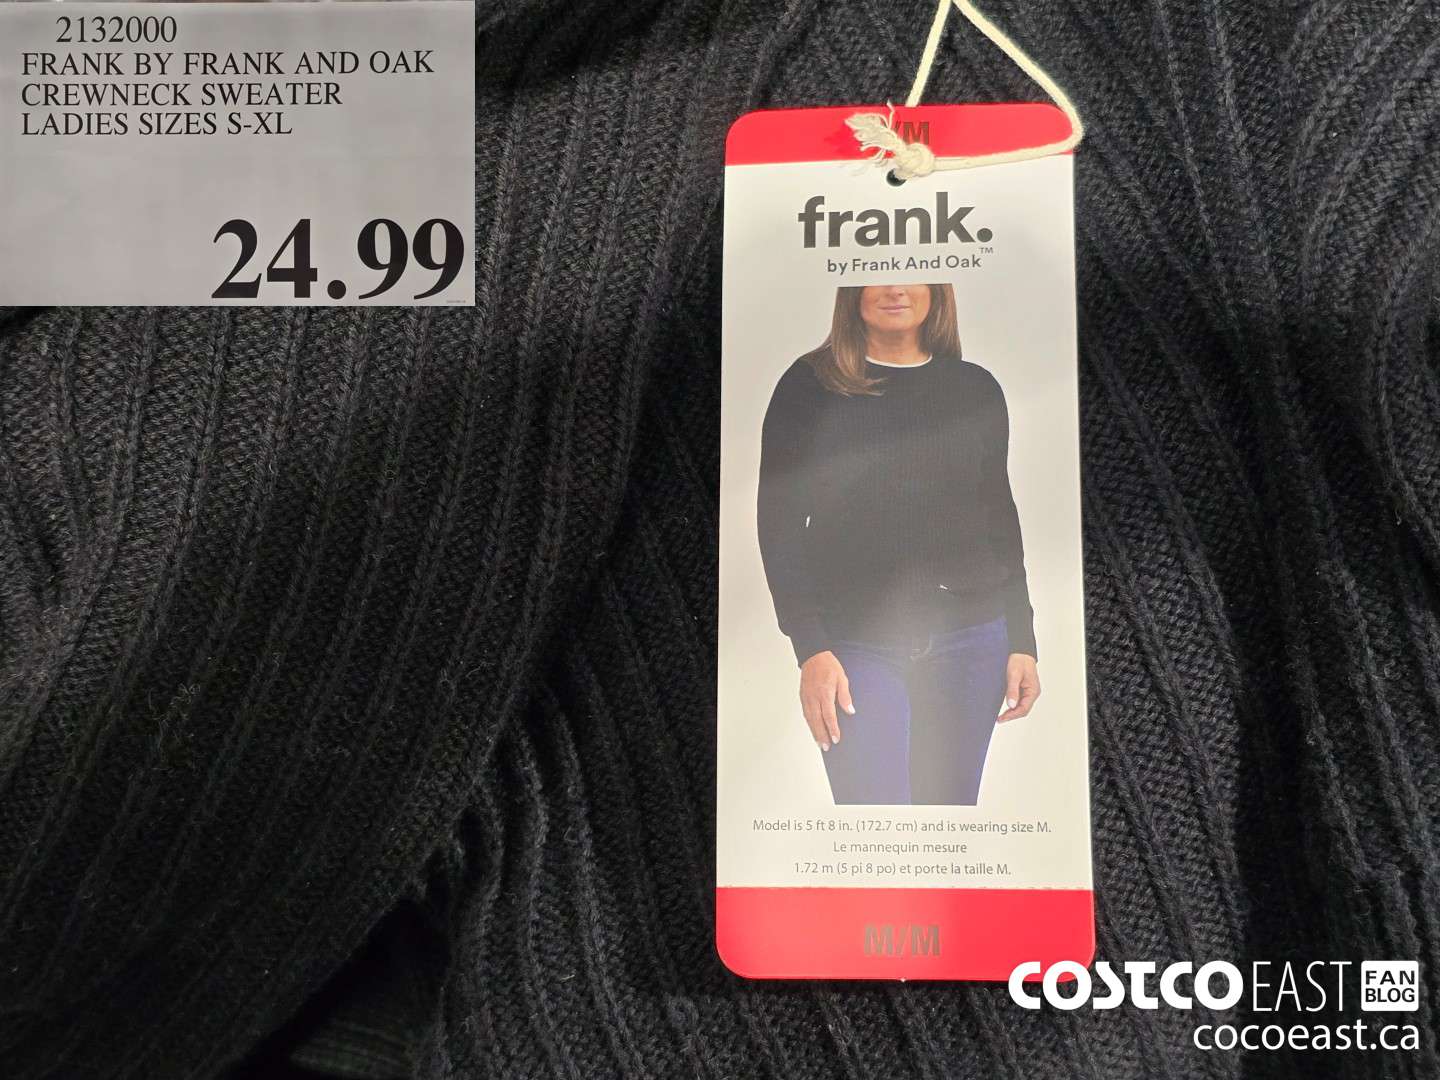 2132000
FRANK BY FRANK AND OAK
CREWNECK SWEATER
LADIES SIZES S-XL
24.99
/M
frank.™
by Frank And Oak
Model is 5 ft 8 in. (172.7 cm) and is wearing size M.
Le mannequin mesure
1.72 m (5 pi 8 po) et porte la taille M.
M/M
COSTCO EAST FAN BLOG
cocoeast.ca